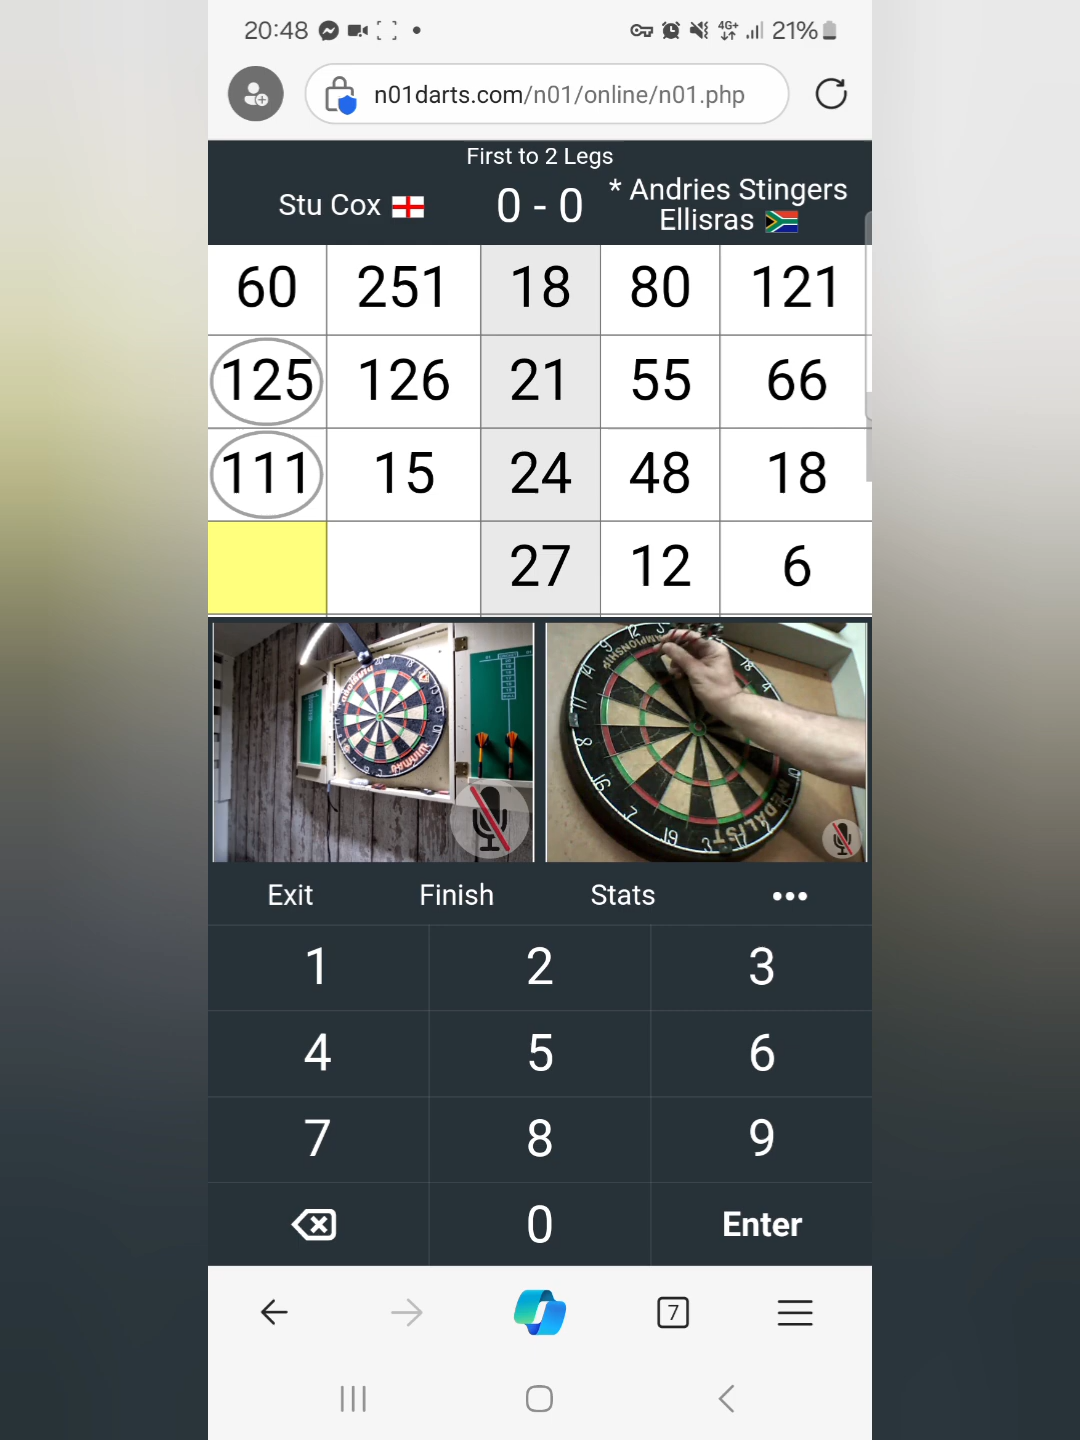 20:48 4G+ 21%
n01darts.com/n01/online/n01.php
First to 2 Legs
Stu Cox 0 - 0 * Andries Stingers
Ellisras
60 251 18 80 121
125 126 21 55 66
111 15 24 48 18
27 12 6
Exit Finish Stats •••
1 2 3
4 5 6
7 8 9
0 Enter
7